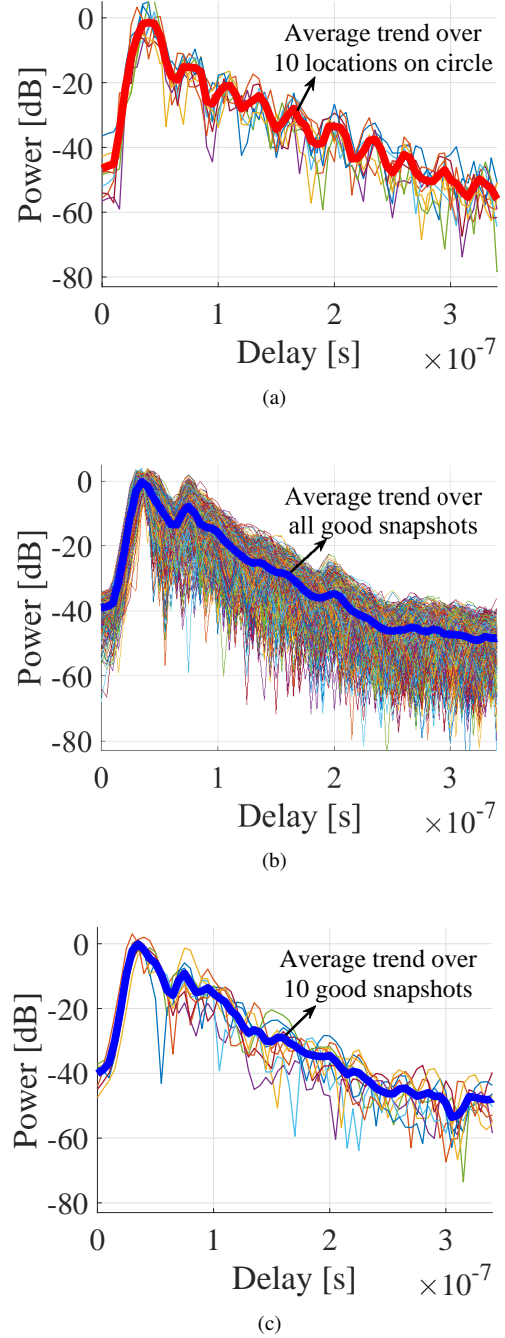 0
-20
-40
-60
-80
Power [dB]
Average trend over
10 locations on circle
0 1 2 3
Delay [s] ×10-7
(a)
0
-20
-40
-60
-80
Power [dB]
Average trend over
all good snapshots
0 1 2 3
Delay [s] ×10-7
(b)
0
-20
-40
-60
-80
Power [dB]
Average trend over
10 good snapshots
0 1 2 3
Delay [s] ×10-7
(c)